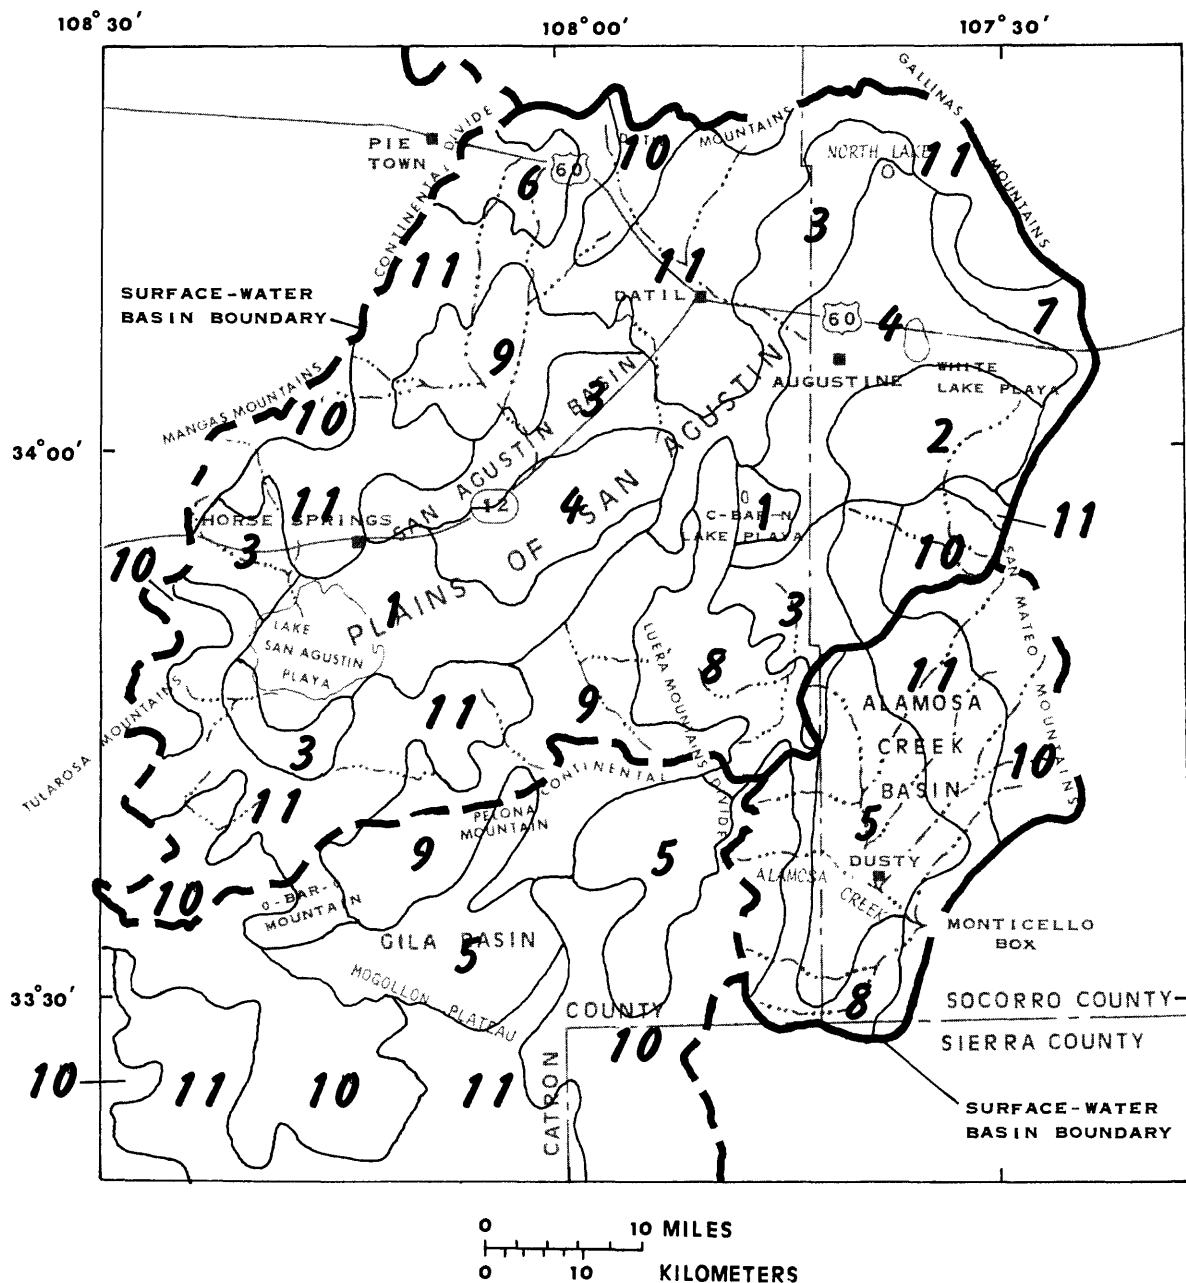 108°30′
108°00′
107°30′
GALLINAS
MOUNTAINS
PIE
TOWN
CONTINENTAL DIVIDE
60
10
MOUNTAINS
NORTH LAKE
11
6
3
11
11
SURFACE-WATER
BASIN BOUNDARY
DATIL
60
4
7
9
AUGUSTINE
WHITE
LAKE PLAYA
MANGAS MOUNTAINS
10
3
2
34°00′
SAN AGUSTIN BASIN
PLAINS OF SAN AGUSTIN
11
12
4
1
C-BAR-N
LAKE PLAYA
11
HORSE SPRINGS
3
10
10
1
3
SAN MATEO MOUNTAINS
LAKE
SAN AGUSTIN
PLAYA
LUERA MOUNTAINS
8
11
ALAMOSA
CREEK
BASIN
TULAROSA MOUNTAINS
11
9
3
10
CONTINENTAL DIVIDE
11
PELONA
MOUNTAIN
5
9
5
DUSTY
ALAMOSA CREEK
10
O-BAR-O
MOUNTAIN
MONTICELLO
BOX
GILA BASIN
5
MOGOLLON PLATEAU
33°30′
8
SOCORRO COUNTY
COUNTY
CATRON
SIERRA COUNTY
10
10
11
10
11
SURFACE-WATER
BASIN BOUNDARY
0 10 MILES
0 10 KILOMETERS